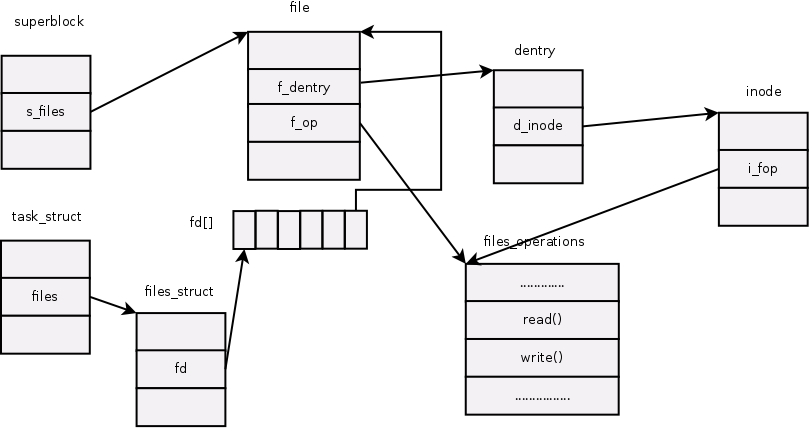 superblock
s_files
file
f_dentry
f_op
dentry
d_inode
inode
i_fop
task_struct
files
files_struct
fd
fd[]
files_operations
.............
read()
write()
................